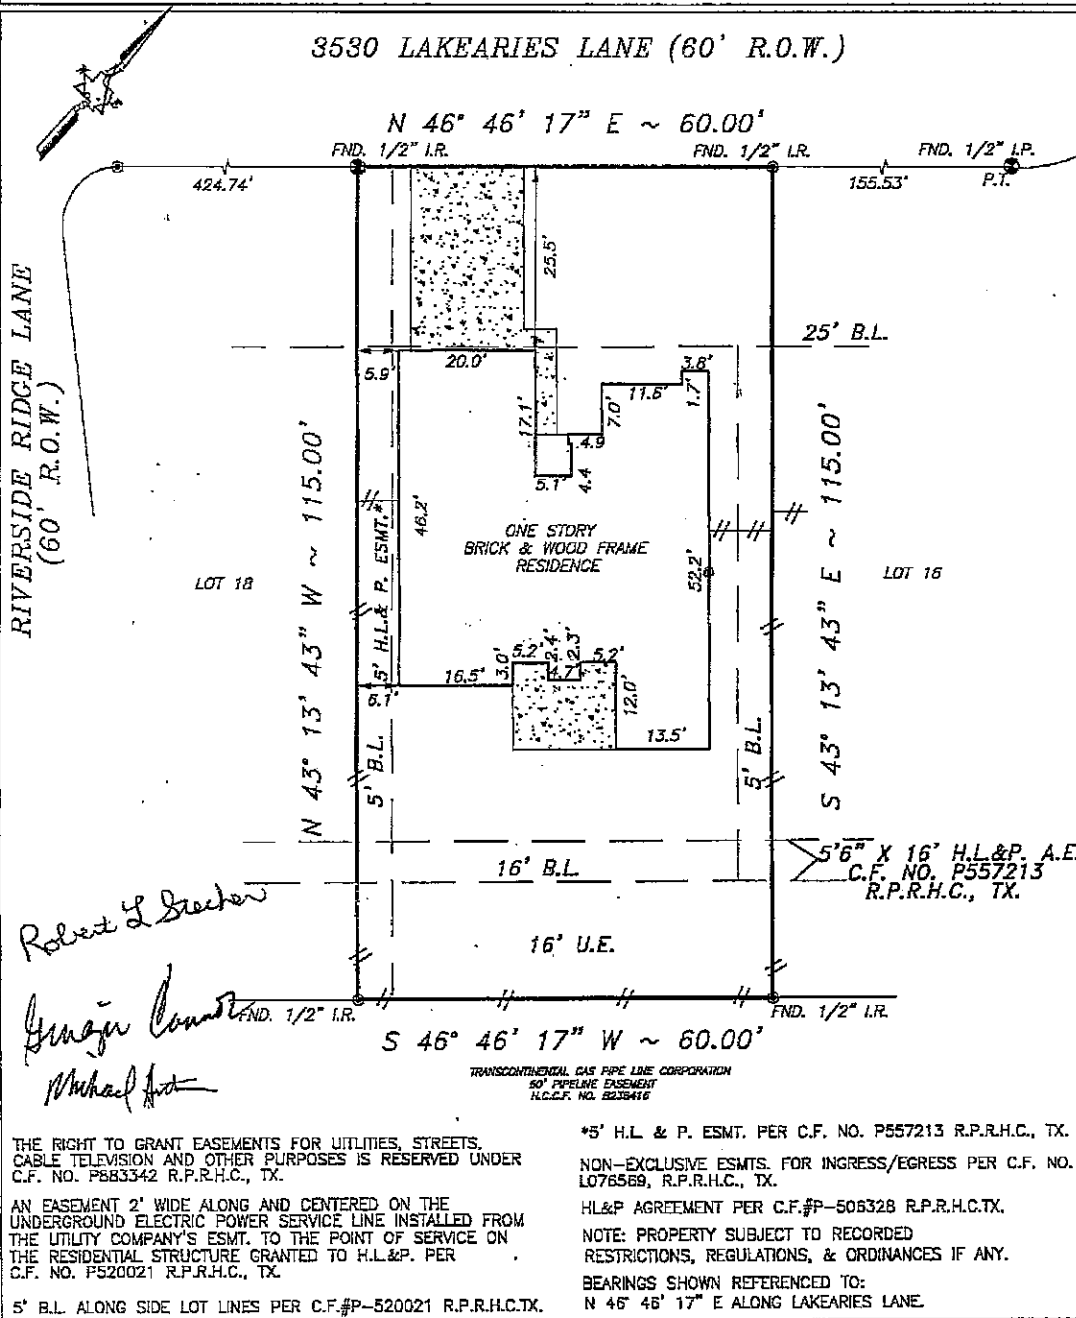 3530 LAKEARIES LANE (60' R.O.W.)
N 46° 46' 17" E ~ 60.00'
FND. 1/2" I.R.
FND. 1/2" I.R.
FND. 1/2" I.P.
424.74'
155.53'
P.T.
25.5'
RIVERSIDE RIDGE LANE
(60' R.O.W.)
25' B.L.
5.9'
20.0'
3.8'
11.6'
1.7'
17.1'
7.0'
4.9
5.1'
4.4
N 43° 13' 43" W ~ 115.00'
S 43° 13' 43" E ~ 115.00'
46.2'
5' H.L.& P. ESMT.*
ONE STORY
BRICK & WOOD FRAME
RESIDENCE
52.2'
LOT 18
LOT 16
5.2'
2.4'
2.3'
5.2'
3.0'
4.7'
16.5'
12.0'
13.5'
5' B.L.
5' B.L.
5'6" X 16' H.L.&P. A.E.
C.F. NO. P557213
R.P.R.H.C., TX.
16' B.L.
16' U.E.
Robert L Strecher
Michael
FND. 1/2" I.R.
FND. 1/2" I.R.
S 46° 46' 17" W ~ 60.00'
TRANSCONTINENTAL GAS PIPE LINE CORPORATION
50' PIPELINE EASEMENT
H.C.C.F. NO.
THE RIGHT TO GRANT EASEMENTS FOR UTILITIES, STREETS,
CABLE TELEVISION AND OTHER PURPOSES IS RESERVED UNDER
C.F. NO. P883342 R.P.R.H.C., TX.
AN EASEMENT 2' WIDE ALONG AND CENTERED ON THE
UNDERGROUND ELECTRIC POWER SERVICE LINE INSTALLED FROM
THE UTILITY COMPANY'S ESMT. TO THE POINT OF SERVICE ON
THE RESIDENTIAL STRUCTURE GRANTED TO H.L.&P. PER
C.F. NO. P520021 R.P.R.H.C., TX.
5' B.L. ALONG SIDE LOT LINES PER C.F.#P-520021 R.P.R.H.C.TX.
*5' H.L. & P. ESMT. PER C.F. NO. P557213 R.P.R.H.C., TX.
NON-EXCLUSIVE ESMTS. FOR INGRESS/EGRESS PER C.F. NO.
L076569, R.P.R.H.C., TX.
HL&P AGREEMENT PER C.F.#P-506328 R.P.R.H.C.TX.
NOTE: PROPERTY SUBJECT TO RECORDED
RESTRICTIONS, REGULATIONS, & ORDINANCES IF ANY.
BEARINGS SHOWN REFERENCED TO:
N 46° 46' 17" E ALONG LAKEARIES LANE.